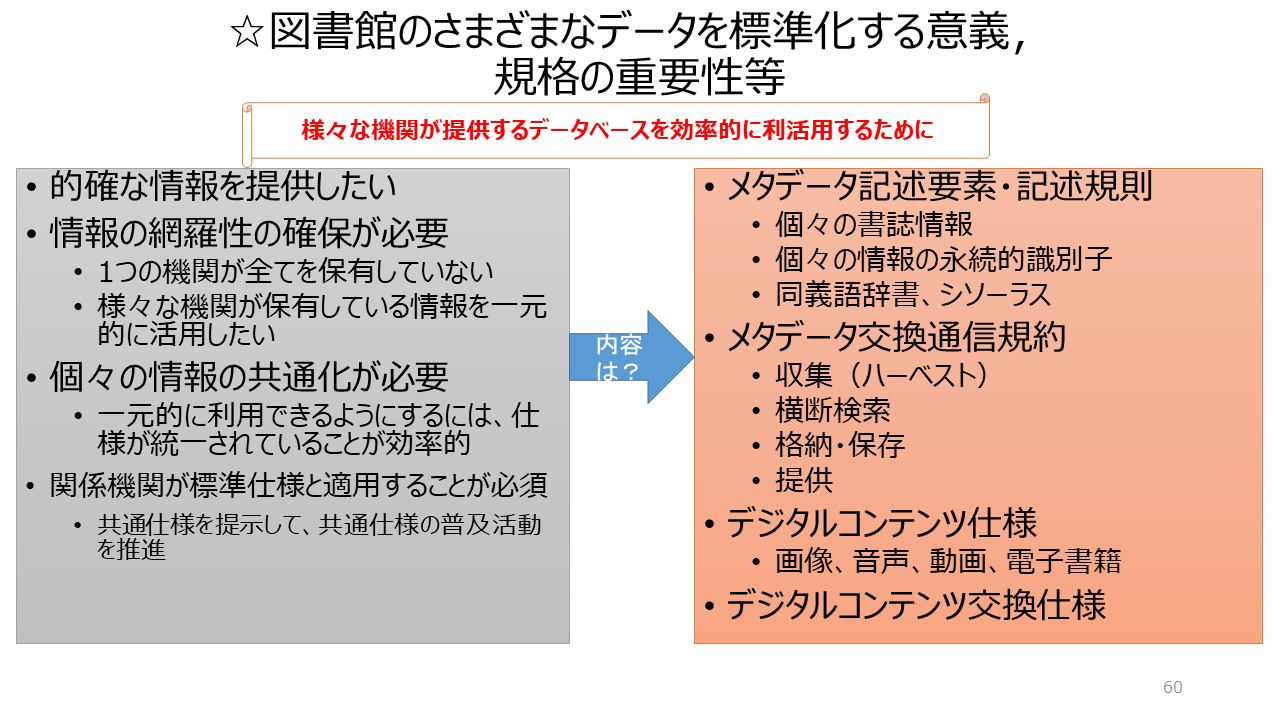 ☆図書館のさまざまなデータを標準化する意義，
規格の重要性等
様々な機関が提供するデータベースを効率的に利活用するために
• 的確な情報を提供したい
• 情報の網羅性の確保が必要
• 1つの機関が全てを保有していない
• 様々な機関が保有している情報を一元
的に活用したい
• 個々の情報の共通化が必要
• 一元的に利用できるようにするには、仕
様が統一されていることが効率的
• 関係機関が標準仕様と適用することが必須
• 共通仕様を提示して、共通仕様の普及活動
を推進
内容
は？
• メタデータ記述要素・記述規則
• 個々の書誌情報
• 個々の情報の永続的識別子
• 同義語辞書、シソーラス
• メタデータ交換通信規約
• 収集（ハーベスト）
• 横断検索
• 格納・保存
• 提供
• デジタルコンテンツ仕様
• 画像、音声、動画、電子書籍
• デジタルコンテンツ交換仕様
60